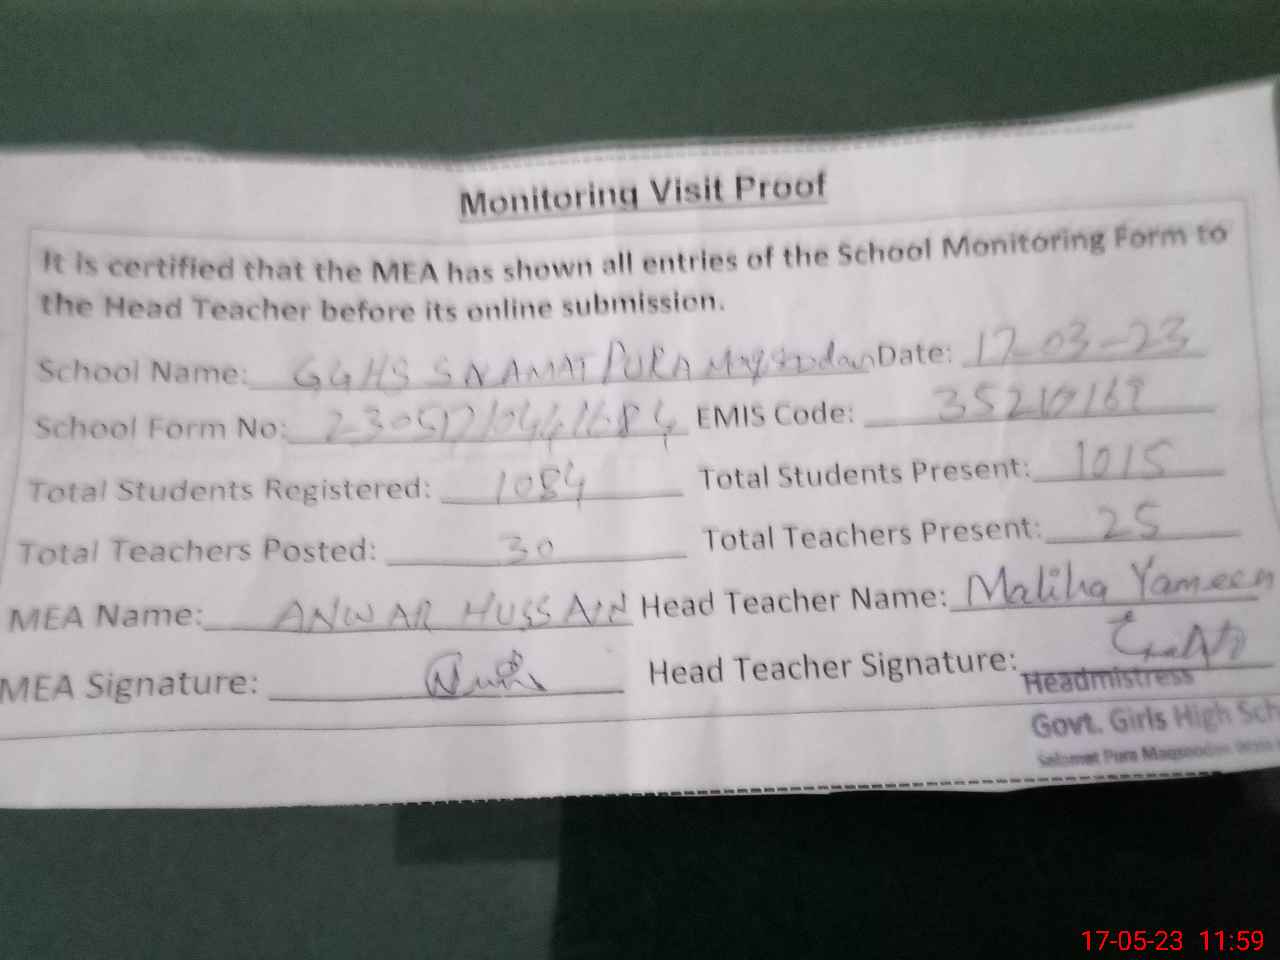 Monitoring Visit Proof
It is certified that the MEA has shown all entries of the School Monitoring Form to
the Head Teacher before its online submission.
School Name: GGHS SNAMAT PURA Date: 17-03-23
School Form No: EMIS Code:
Total Students Registered: 1084 Total Students Present: 1015
Total Teachers Posted: 30 Total Teachers Present: 25
MEA Name: ANWAR HUSSAIN Head Teacher Name: Maliha Yameen
MEA Signature: Head Teacher Signature:
Headmistress
Govt. Girls High Sch
Salamat Pura
17-05-23 11:59